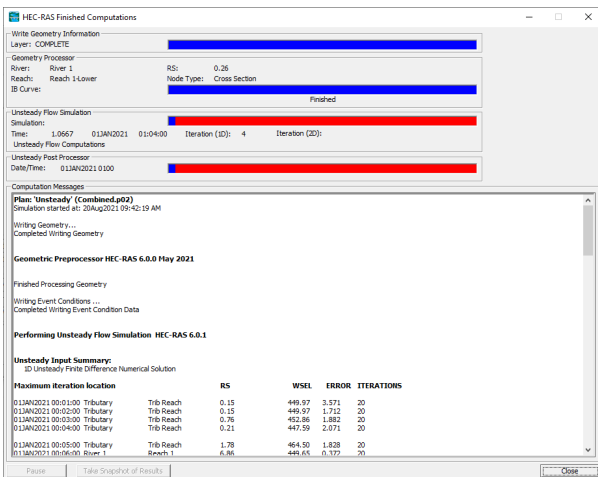 HEC-RAS Finished Computations
Write Geometry Information
Layer: COMPLETE
Geometry Processor
River: River 1 RS: 0.26
Reach: Reach 1-Lower Node Type: Cross Section
IB Curve:
Finished
Unsteady Flow Simulation
Simulation:
Time: 1.0667 01JAN2021 01:04:00 Iteration (1D): 4 Iteration (2D):
Unsteady Flow Computations
Unsteady Post Processor
Date/Time: 01JAN2021 0100
Computation Messages
Plan: 'Unsteady' (Combined.p02)
Simulation started at: 20Aug2021 09:42:19 AM
Writing Geometry...
Completed Writing Geometry
Geometric Preprocessor HEC-RAS 6.0.0 May 2021
Finished Processing Geometry
Writing Event Conditions ...
Completed Writing Event Condition Data
Performing Unsteady Flow Simulation HEC-RAS 6.0.1
Unsteady Input Summary:
1D Unsteady Finite Difference Numerical Solution
Maximum iteration location RS WSEL ERROR ITERATIONS
01JAN2021 00:01:00 Tributary Trib Reach 0.15 449.97 3.571 20
01JAN2021 00:02:00 Tributary Trib Reach 0.15 449.97 1.712 20
01JAN2021 00:03:00 Tributary Trib Reach 0.76 452.86 1.882 20
01JAN2021 00:04:00 Tributary Trib Reach 0.21 447.59 2.071 20
01JAN2021 00:05:00 Tributary Trib Reach 1.78 464.50 1.828 20
01JAN2021 00:06:00 River 1 Reach 1 6.86 449.65 0.372 20
Pause Take Snapshot of Results Close